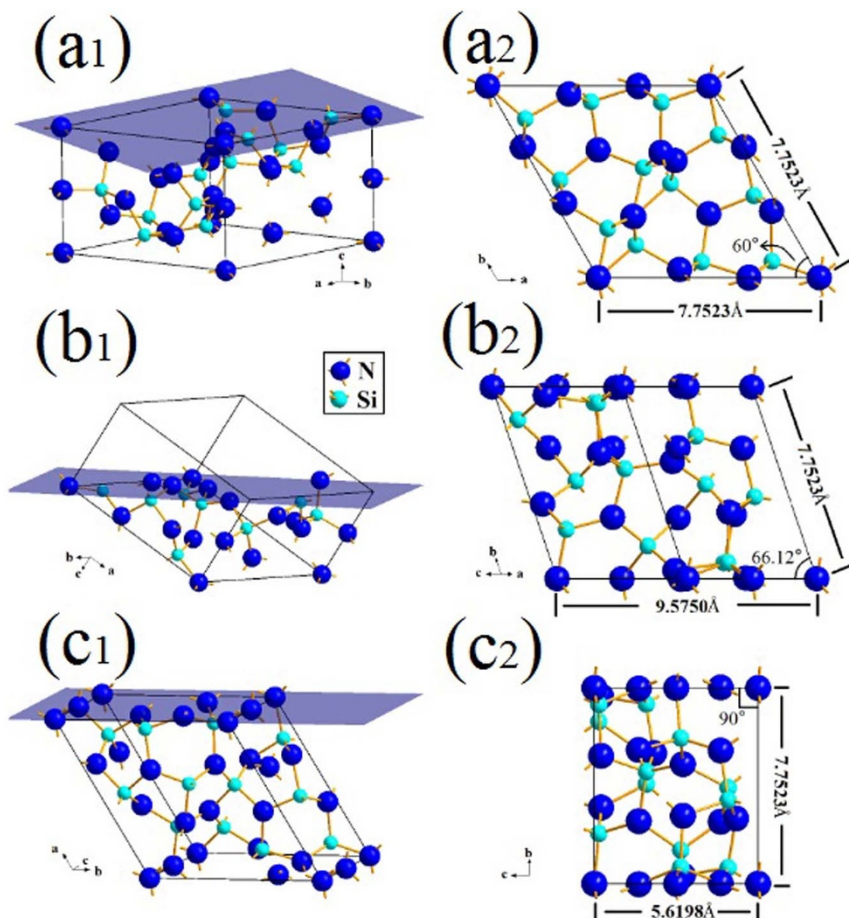 (a1)
(a2)
7.7523Å
60°
7.7523Å
c
a b
b
a
(b1)
(b2)
N
Si
7.7523Å
66.12°
9.5750Å
b
c a
b
c a
(c1)
(c2)
90°
7.7523Å
5.6198Å
a c
b
b
c